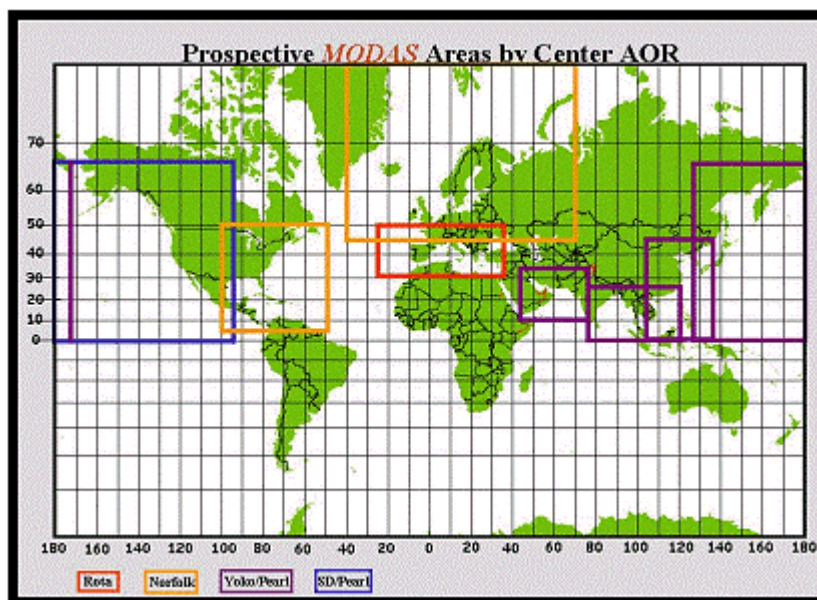 Prospective MODAS Areas by Center AOR
70
60
50
40
30
20
10
0
180 160 140 120 100 80 60 40 20 0 20 40 60 80 100 120 140 160 180
Rota Norfolk Yoko/Pearl SD/Pearl